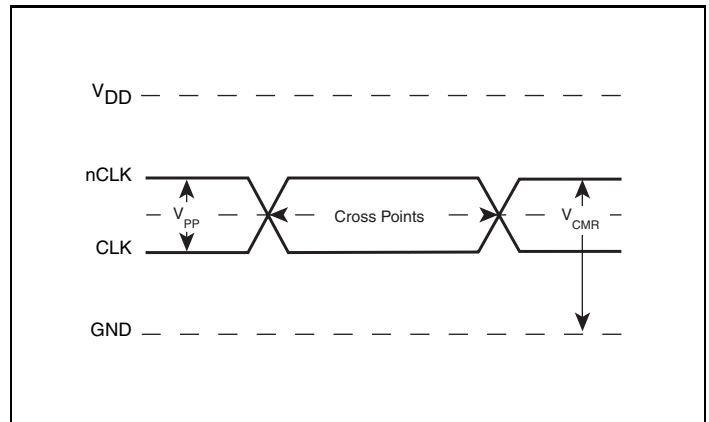 VDD
nCLK
VPP
Cross Points
VCMR
CLK
GND